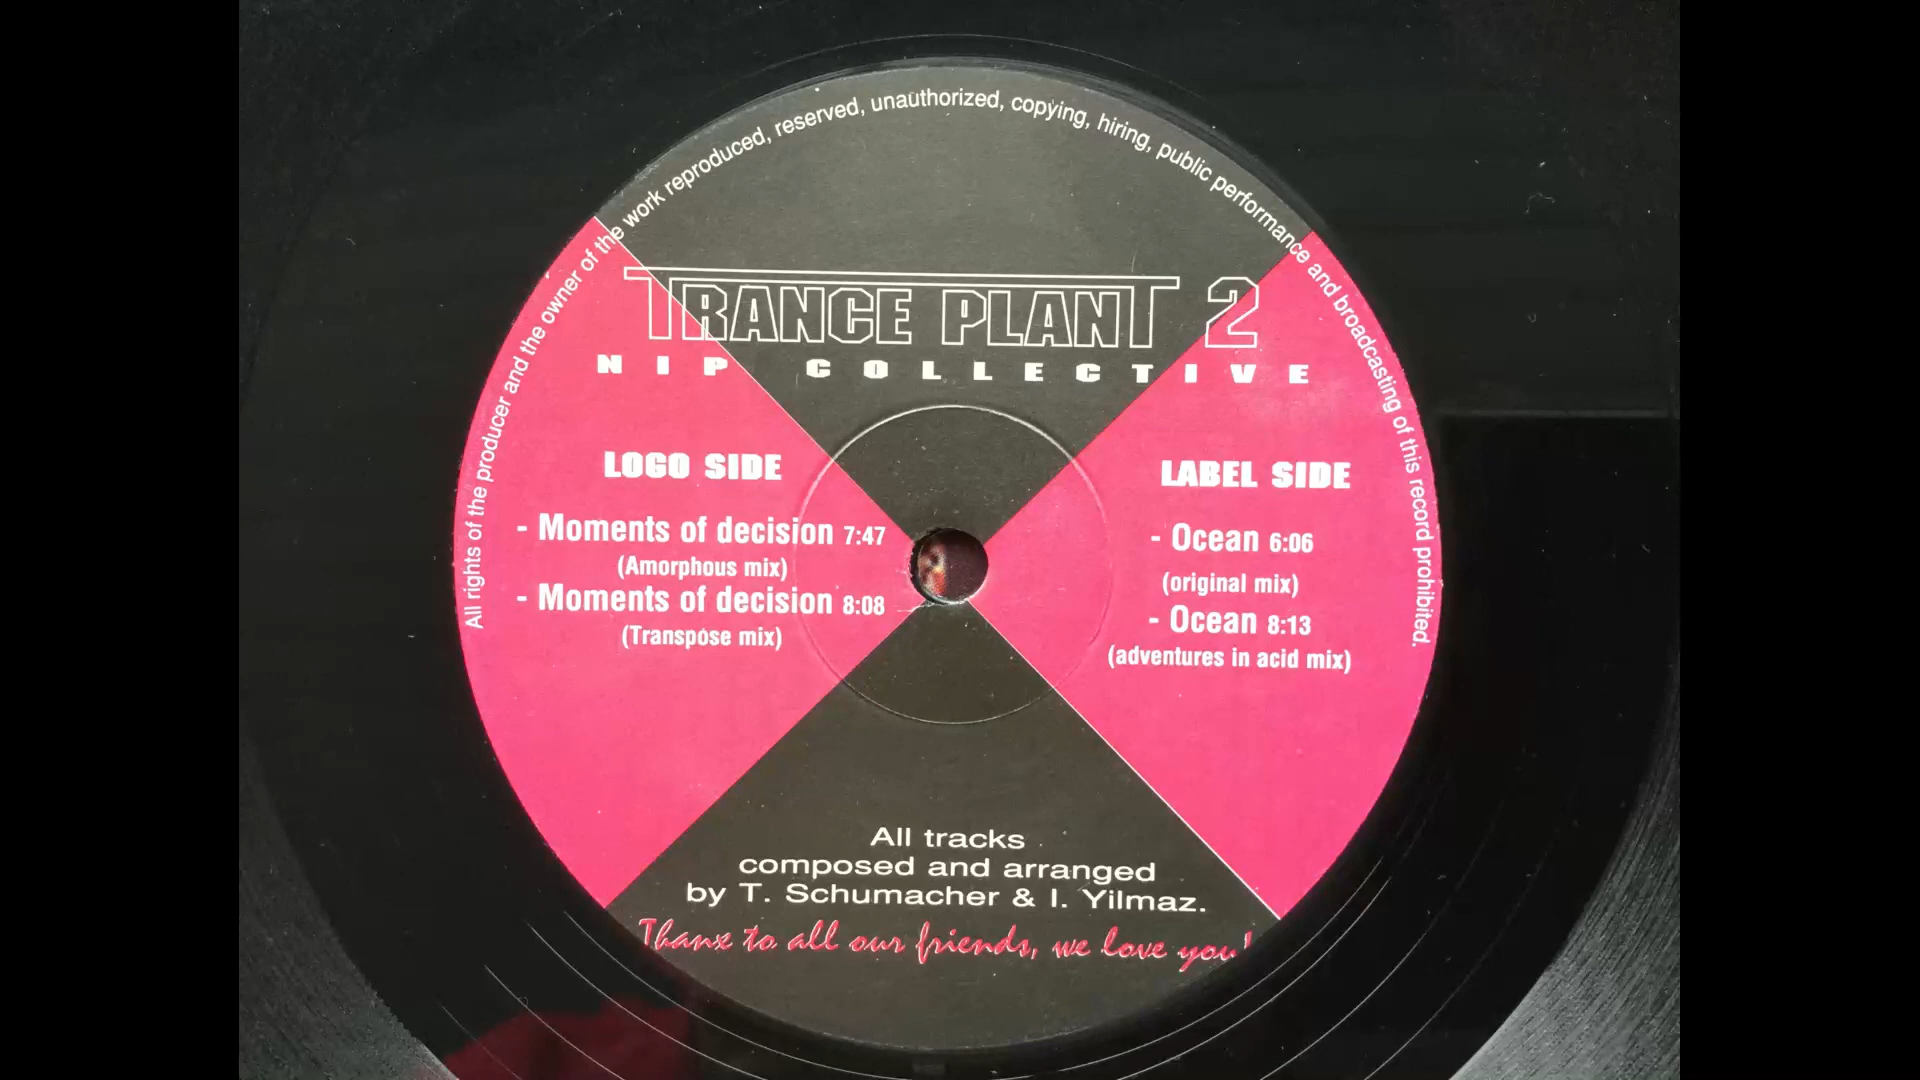 All rights of the producer and the owner of the work reproduced, reserved, unauthorized, copying, hiring, public performance and broadcasting of this record prohibited.
TRANCE PLANT 2
NIP COLLECTIVE
LOGO SIDE
- Moments of decision 7:47
(Amorphous mix)
- Moments of decision 8:08
(Transpose mix)
LABEL SIDE
- Ocean 6:06
(original mix)
- Ocean 8:13
(adventures in acid mix)
All tracks
composed and arranged
by T. Schumacher & I. Yilmaz.
Thanx to all our friends, we love you!